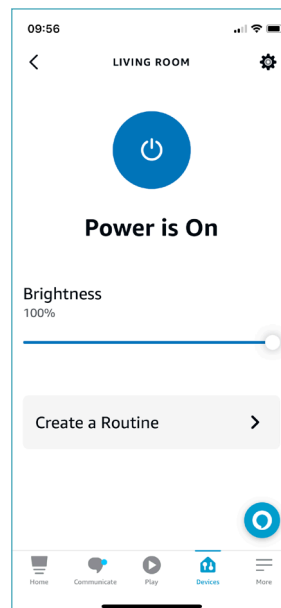 09:56
LIVING ROOM
Power is On
Brightness
100%
Create a Routine
Home Communicate Play Devices More